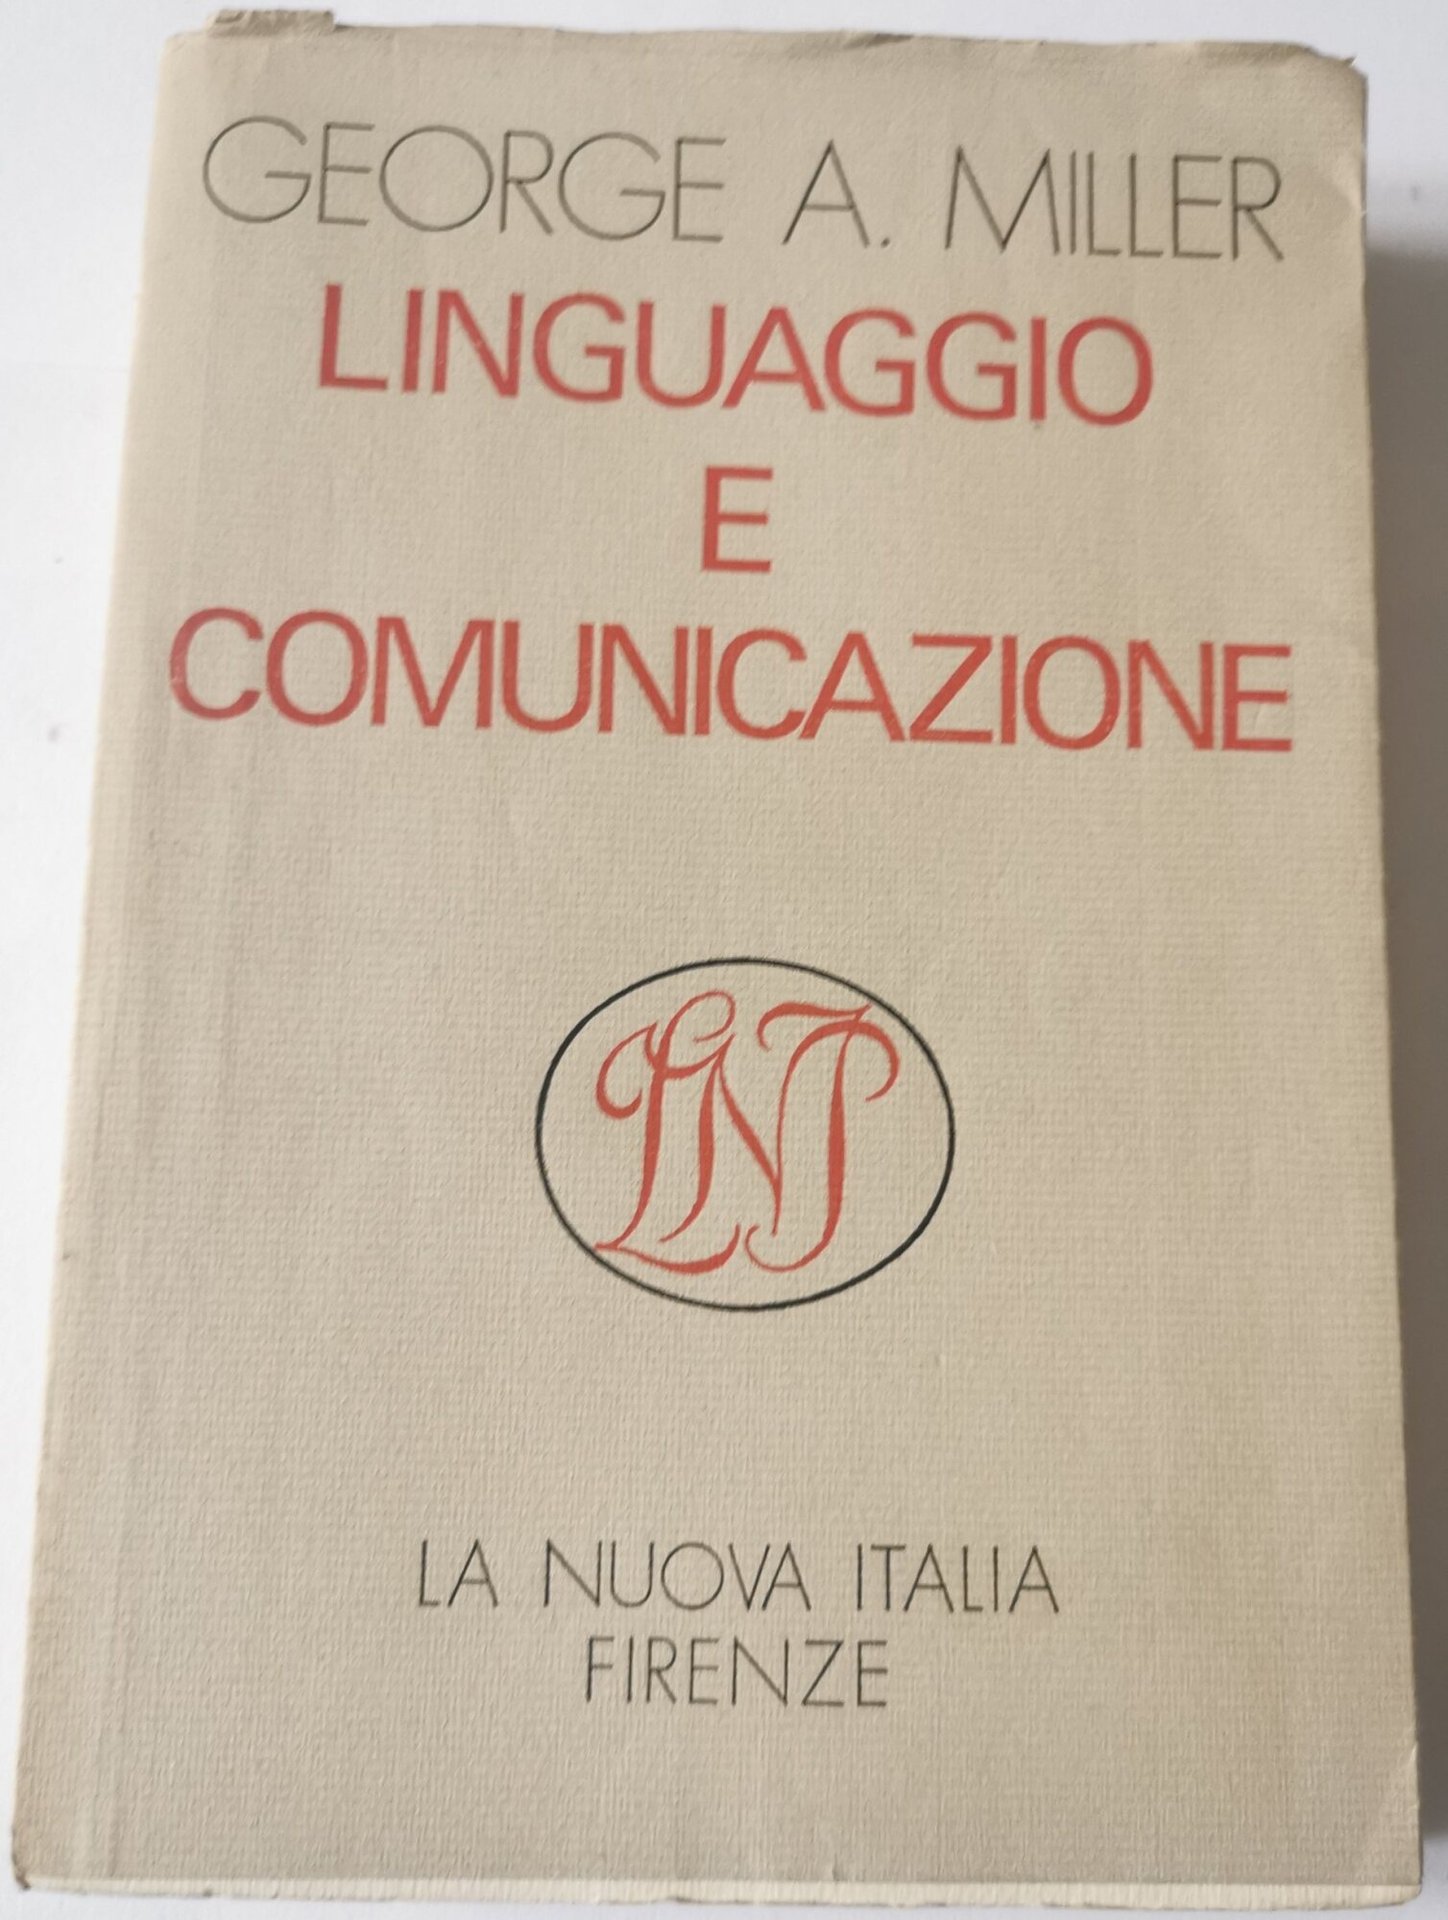 GEORGE A. MILLER
LINGUAGGIO
E
COMUNICAZIONE
LNI
LA NUOVA ITALIA
FIRENZE